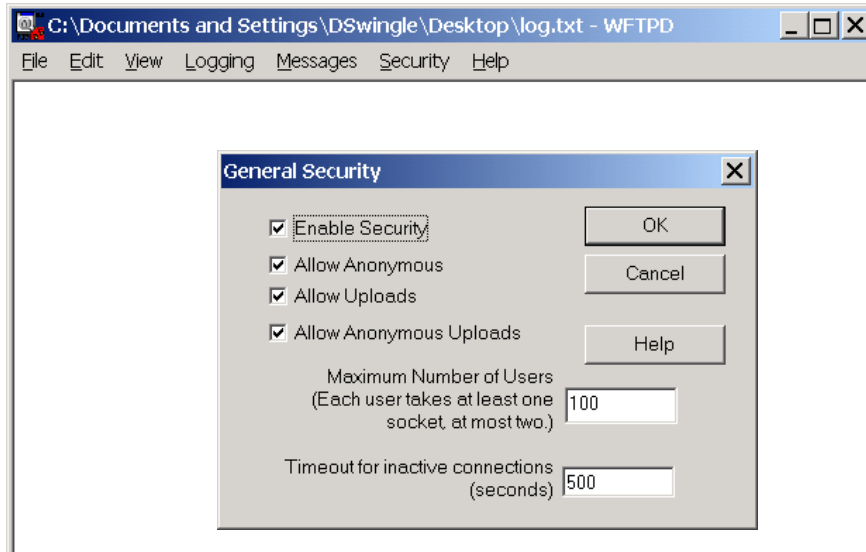 C:\Documents and Settings\DSwingle\Desktop\log.txt - WFTPD
File Edit View Logging Messages Security Help
General Security
Enable Security
OK
Allow Anonymous
Cancel
Allow Uploads
Allow Anonymous Uploads
Help
Maximum Number of Users
(Each user takes at least one
socket, at most two.)
100
Timeout for inactive connections
(seconds)
500